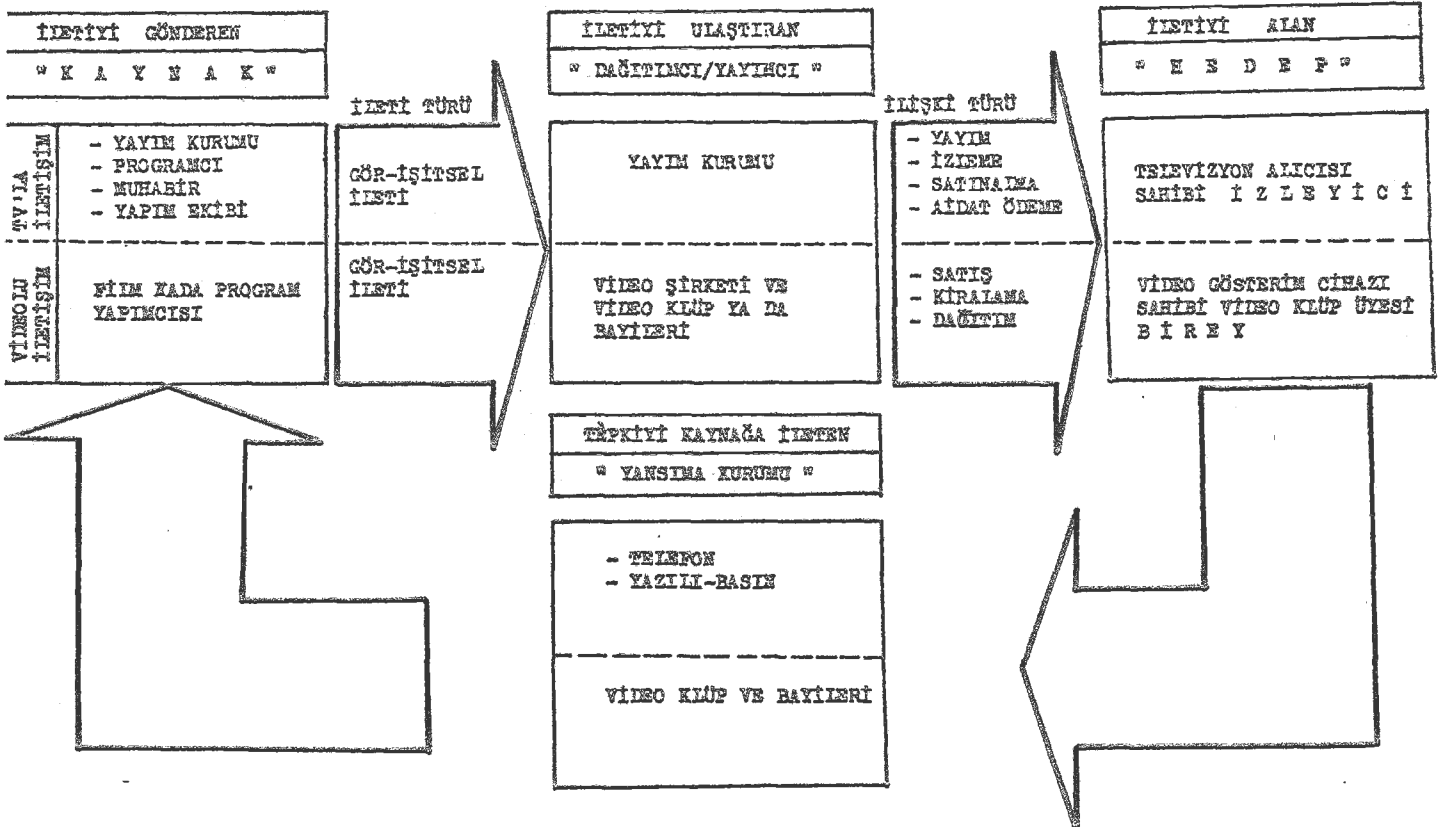 İLETİYİ GÖNDEREN
"K A Y N A K"
TV'LA
İLETİŞİM
- YAYIM KURUMU
- PROGRAMCI
- MUHABİR
- YAPIM EKİBİ
VİDEOLU
İLETİŞİM
FİLM KADA PROGRAM
YAPIMCISI
İLETİ TÜRÜ
GÖR-İŞİTSEL
İLETİ
GÖR-İŞİTSEL
İLETİ
İLETİYİ ULAŞTIRAN
" DAĞITIMCI/YAYIMCI "
YAYIM KURUMU
VİDEO ŞİRKETİ VE
VİDEO KLÜP YA DA
BAYİLERİ
İLİŞKİ TÜRÜ
- YAYIM
- İZLEME
- SATINALMA
- AİDAT ÖDEME
- SATIŞ
- KİRALAMA
- DAĞITIM
İLETİYİ ALAN
" H E D E F"
TELEVİZYON ALICISI
SAHİBİ İ Z L E Y İ C İ
VİDEO GÖSTERİM CİHAZI
SAHİBİ VİDEO KLÜP ÜYESİ
B İ R E Y
TEPKİYİ KAYNAĞA İLETEN
" YANSIMA KURUMU "
- TELEFON
- YAZILI-BASIN
VİDEO KLÜP VE BAYİLERİ